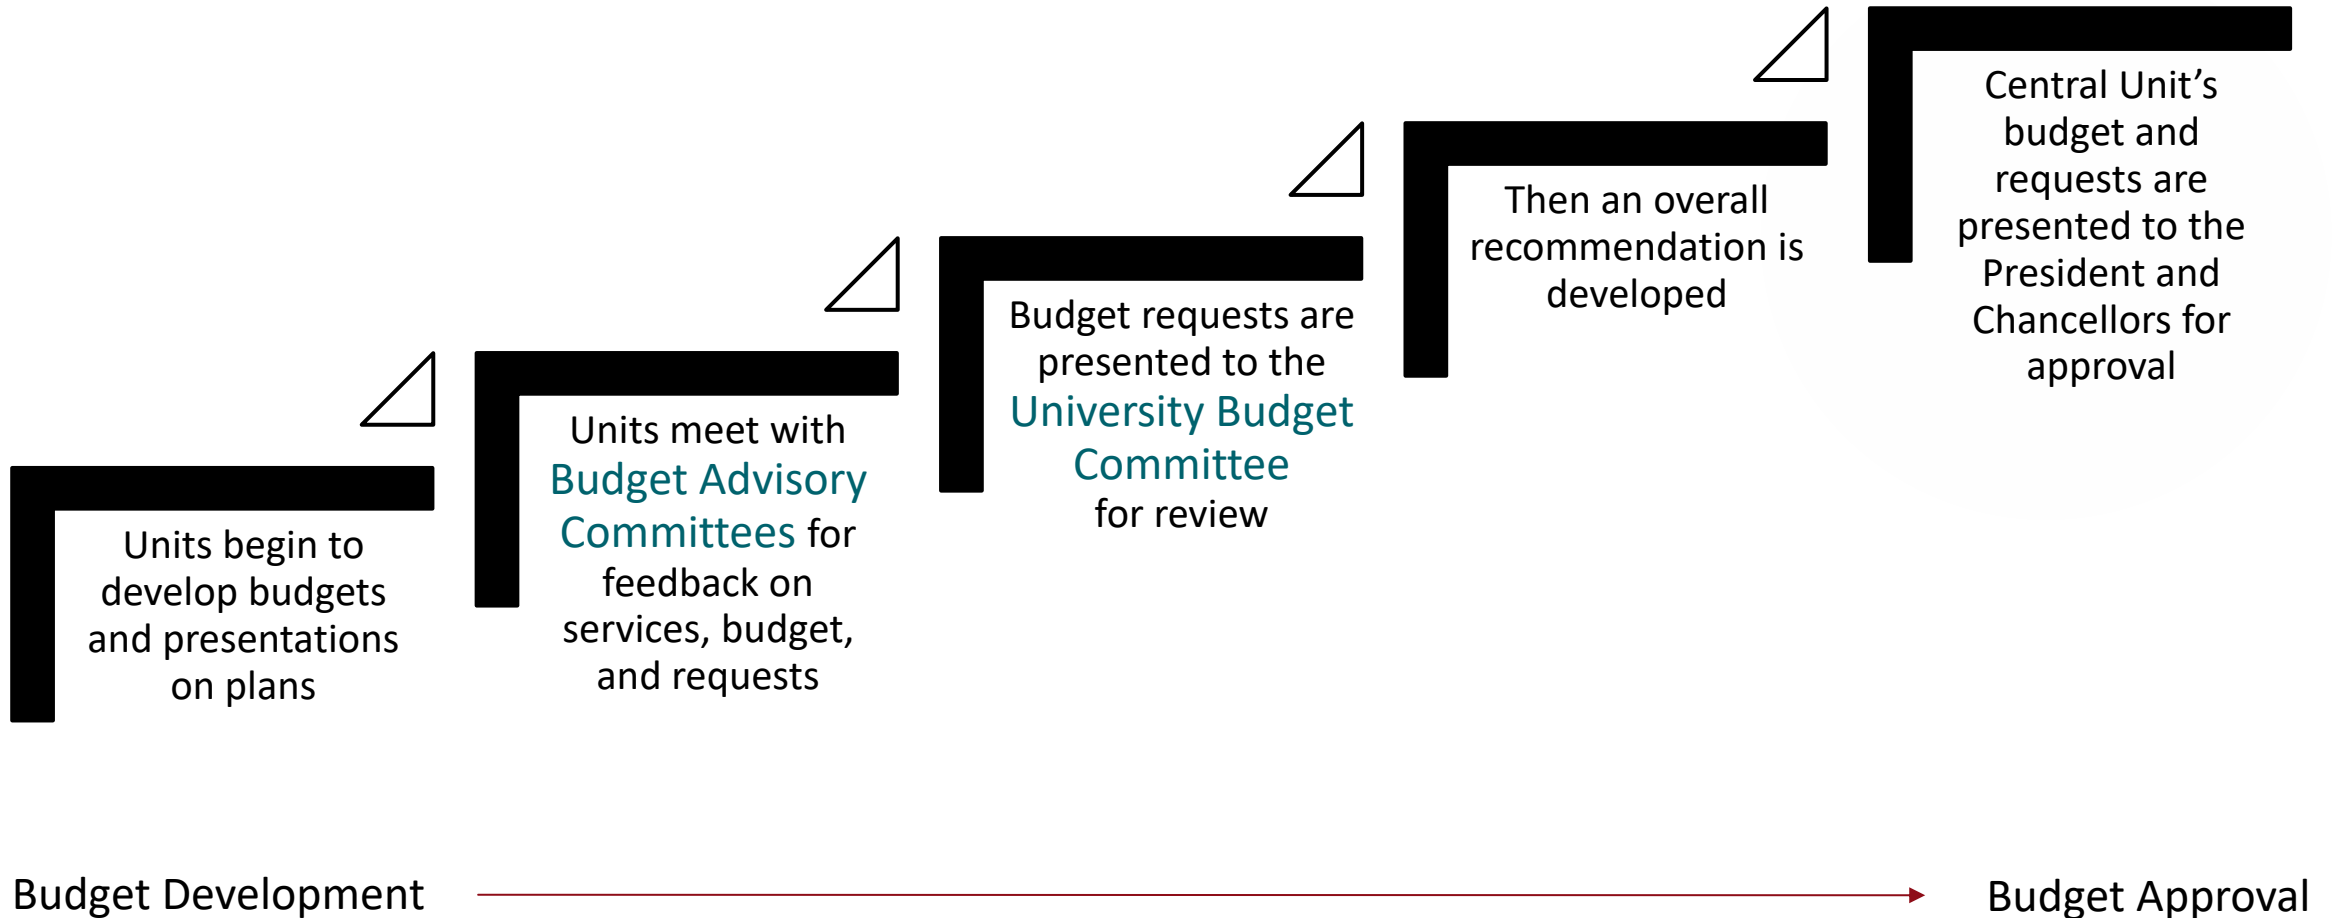 Units begin to
develop budgets
and presentations
on plans
Units meet with
Budget Advisory
Committees for
feedback on
services, budget,
and requests
Budget requests are
presented to the
University Budget
Committee
for review
Then an overall
recommendation is
developed
Central Unit’s
budget and
requests are
presented to the
President and
Chancellors for
approval
Budget Development
Budget Approval